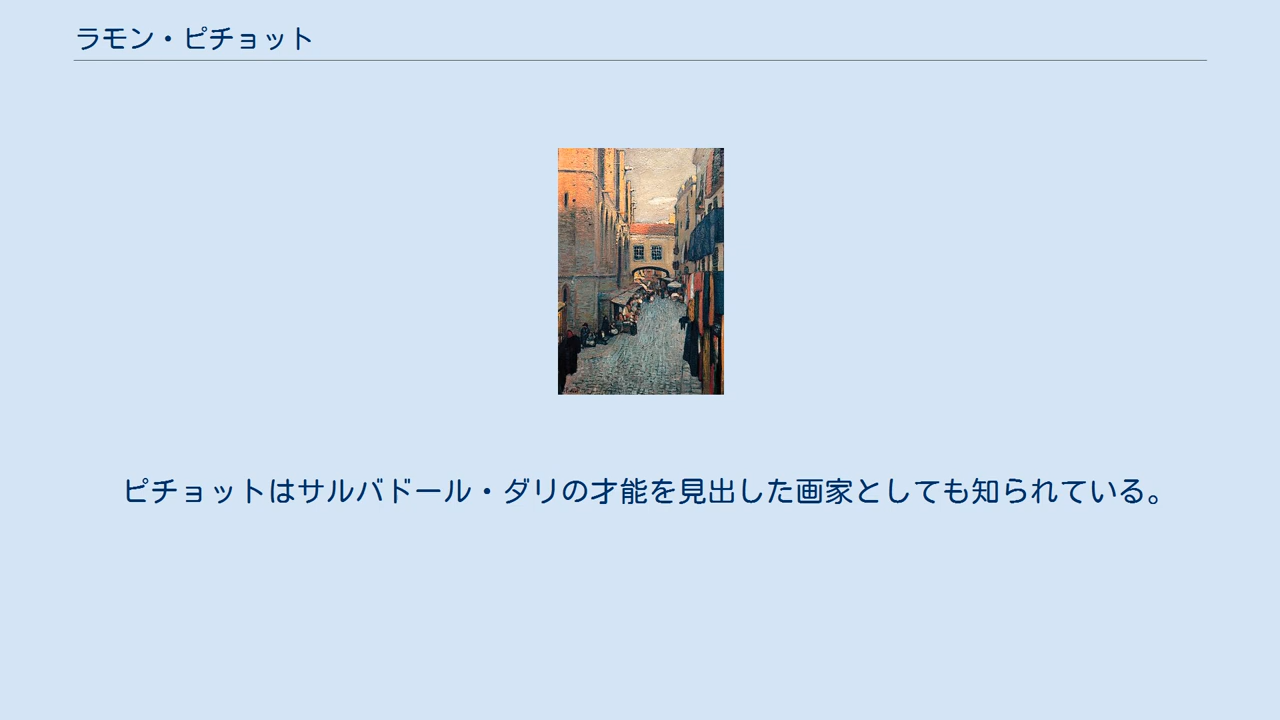 ラモン・ピチョット
ピチョットはサルバドール・ダリの才能を見出した画家としても知られている。